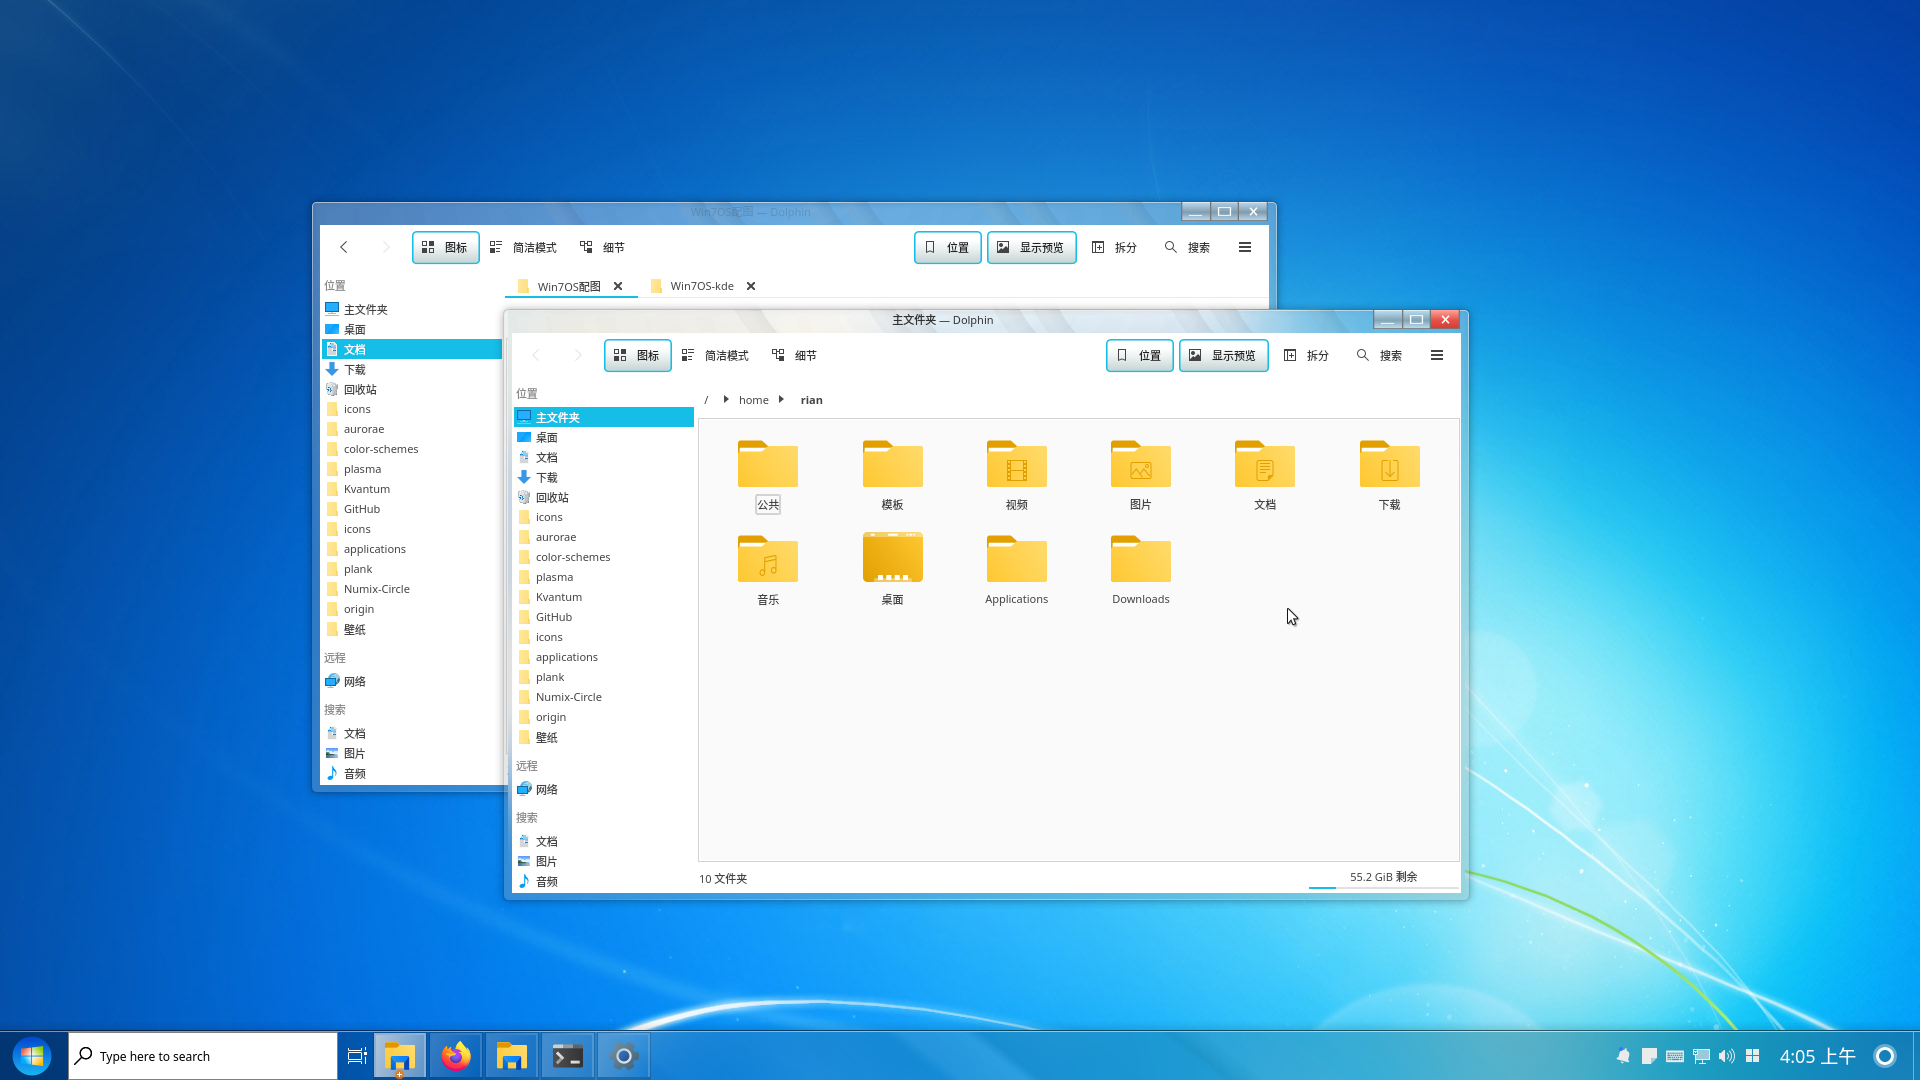 Win7OS配图 — Dolphin
图标 简洁模式 细节 位置 显示预览 拆分 搜索
位置
Win7OS配图 Win7OS-kde
主文件夹
桌面
文档
下载
回收站
icons
aurorae
color-schemes
plasma
Kvantum
GitHub
icons
applications
plank
Numix-Circle
origin
壁纸
远程
网络
搜索
文档
图片
音频
主文件夹 — Dolphin
图标 简洁模式 细节 位置 显示预览 拆分 搜索
位置
/ home rian
主文件夹
桌面
文档
下载
回收站
icons
aurorae
color-schemes
plasma
Kvantum
GitHub
icons
applications
plank
Numix-Circle
origin
壁纸
远程
网络
搜索
文档
图片
音频
公共 模板 视频 图片 文档 下载
音乐 桌面 Applications Downloads
10 文件夹 55.2 GiB 剩余
Type here to search 4:05 上午